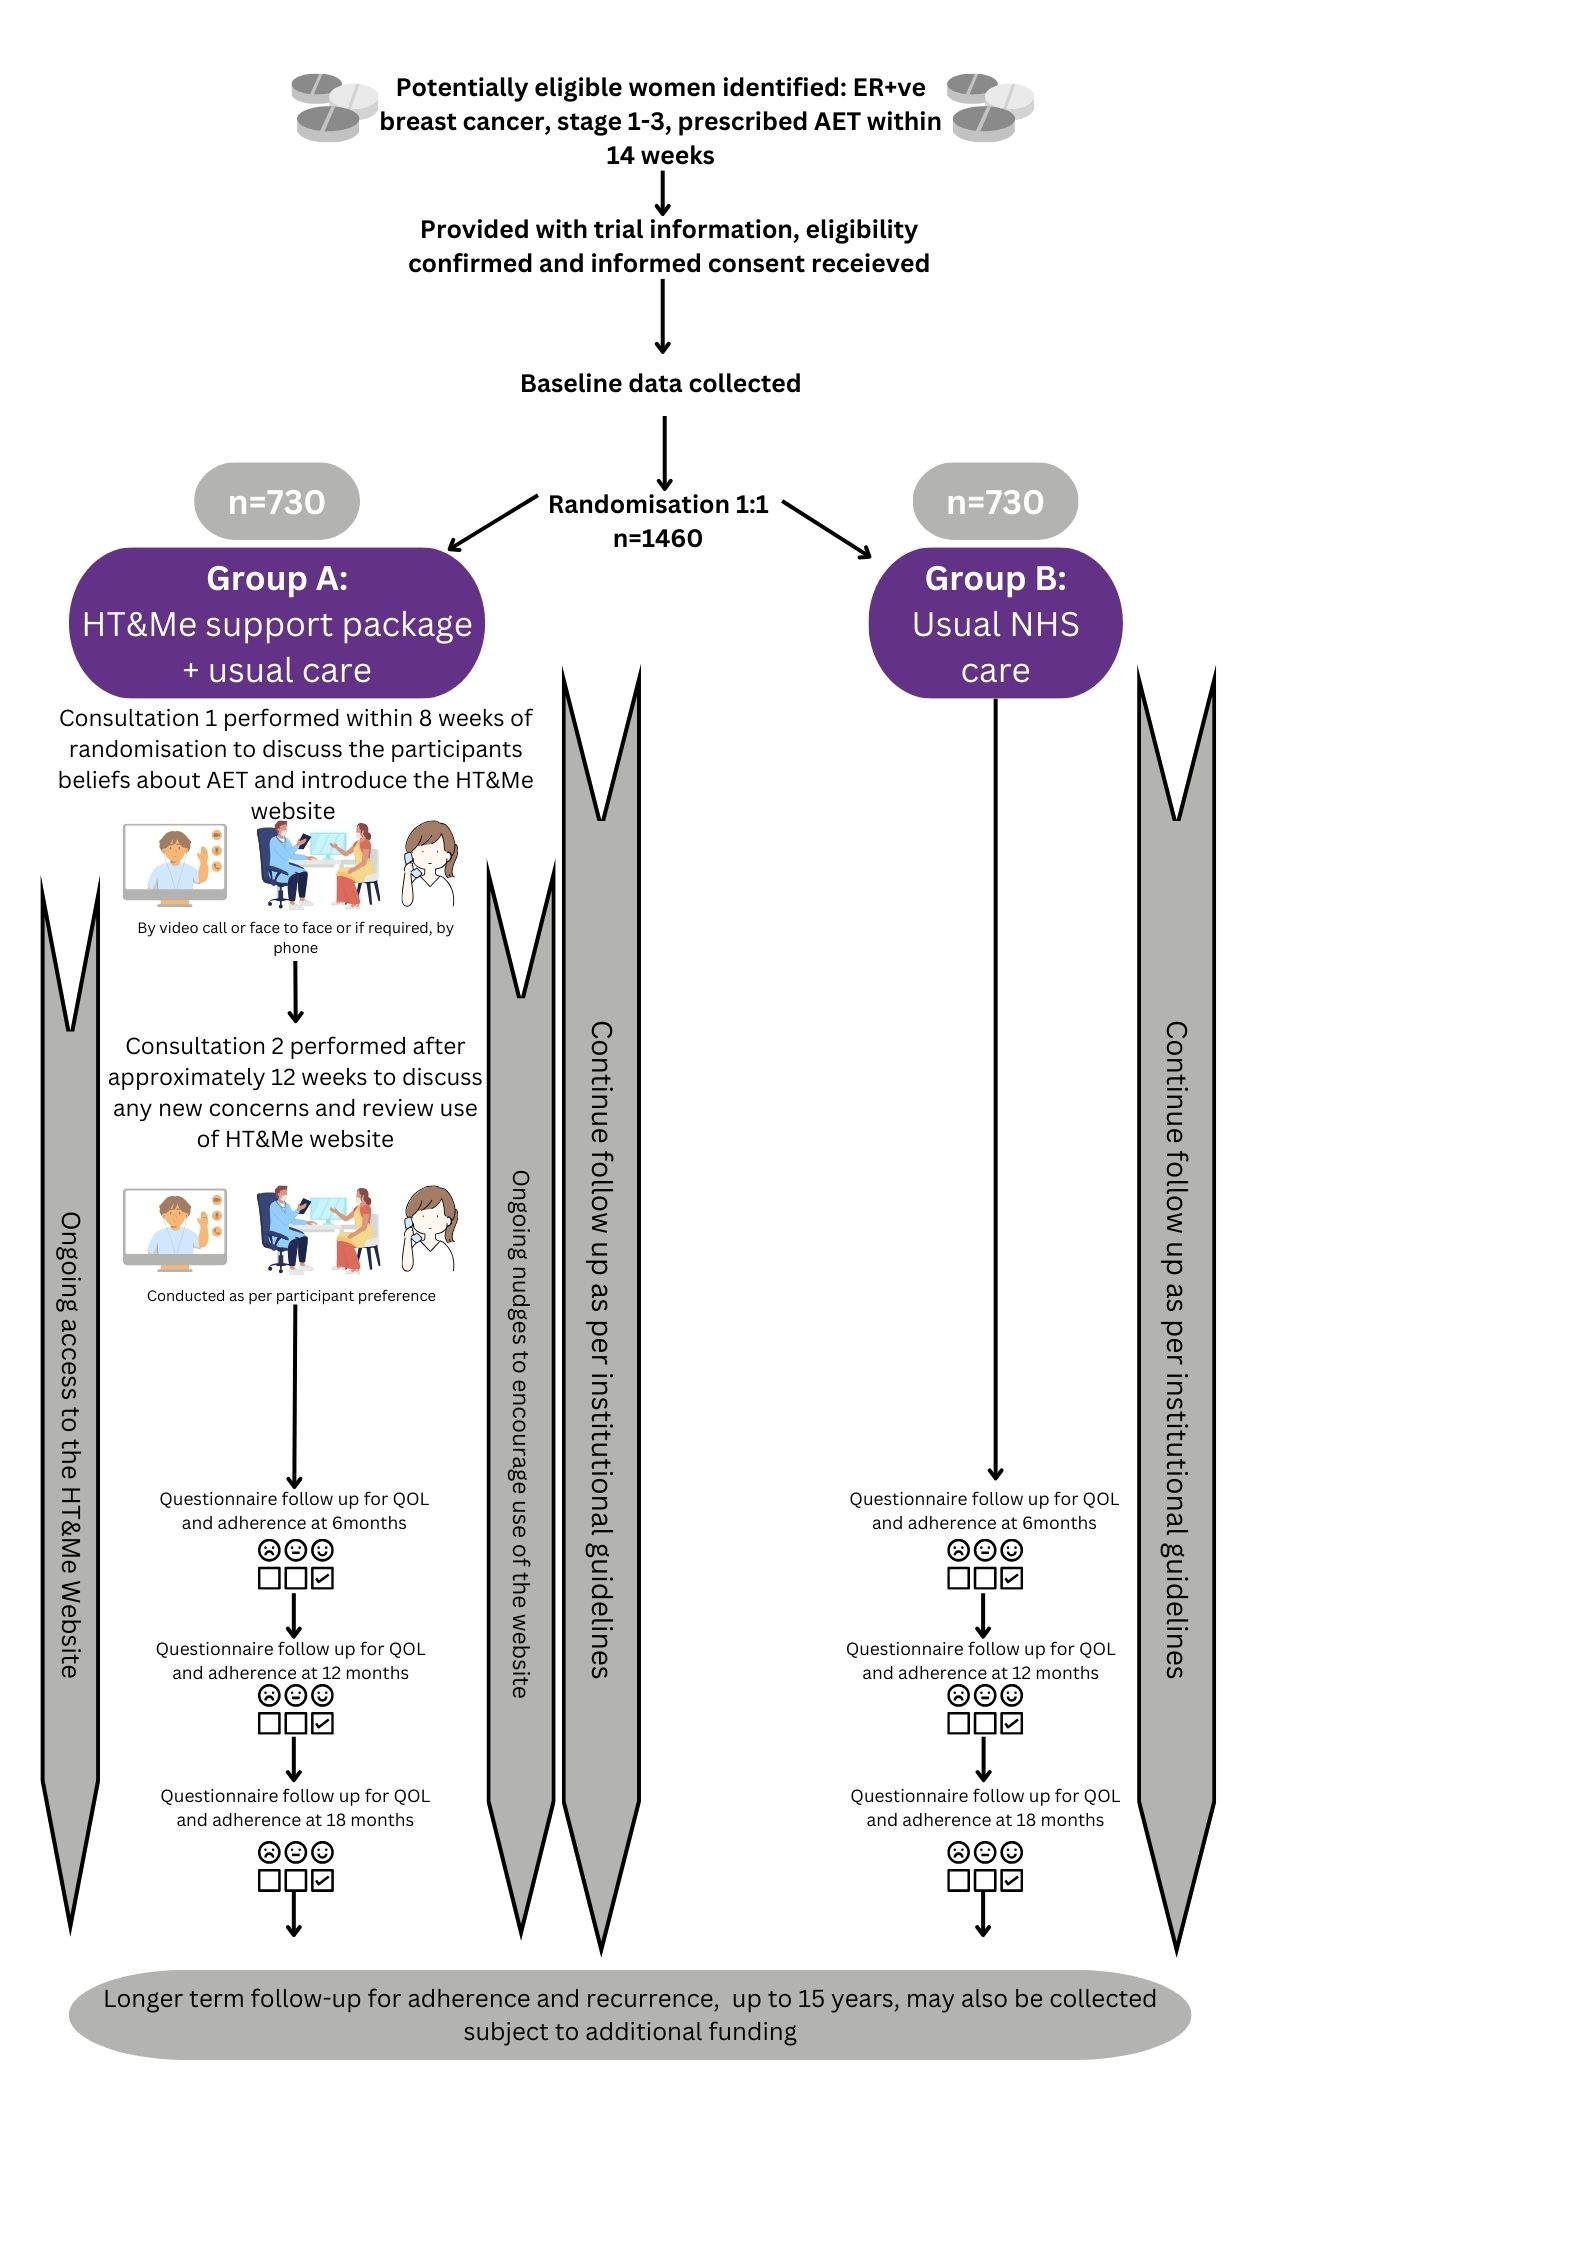 Potentially eligible women identified: ER+ve
breast cancer, stage 1-3, prescribed AET within
14 weeks
Provided with trial information, eligibility
confirmed and informed consent receieved
Baseline data collected
Randomisation 1:1
n=1460
n=730
Group A:
HT&Me support package
+ usual care
Consultation 1 performed within 8 weeks of
randomisation to discuss the participants
beliefs about AET and introduce the HT&Me
website
By video call or face to face or if required, by
phone
Consultation 2 performed after
approximately 12 weeks to discuss
any new concerns and review use
of HT&Me website
Conducted as per participant preference
Questionnaire follow up for QOL
and adherence at 6months
Questionnaire follow up for QOL
and adherence at 12 months
Questionnaire follow up for QOL
and adherence at 18 months
Ongoing access to the HT&Me Website
Ongoing nudges to encourage use of the website
Continue follow up as per institutional guidelines
n=730
Group B:
Usual NHS
care
Questionnaire follow up for QOL
and adherence at 6months
Questionnaire follow up for QOL
and adherence at 12 months
Questionnaire follow up for QOL
and adherence at 18 months
Continue follow up as per institutional guidelines
Longer term follow-up for adherence and recurrence,  up to 15 years, may also be collected
subject to additional funding